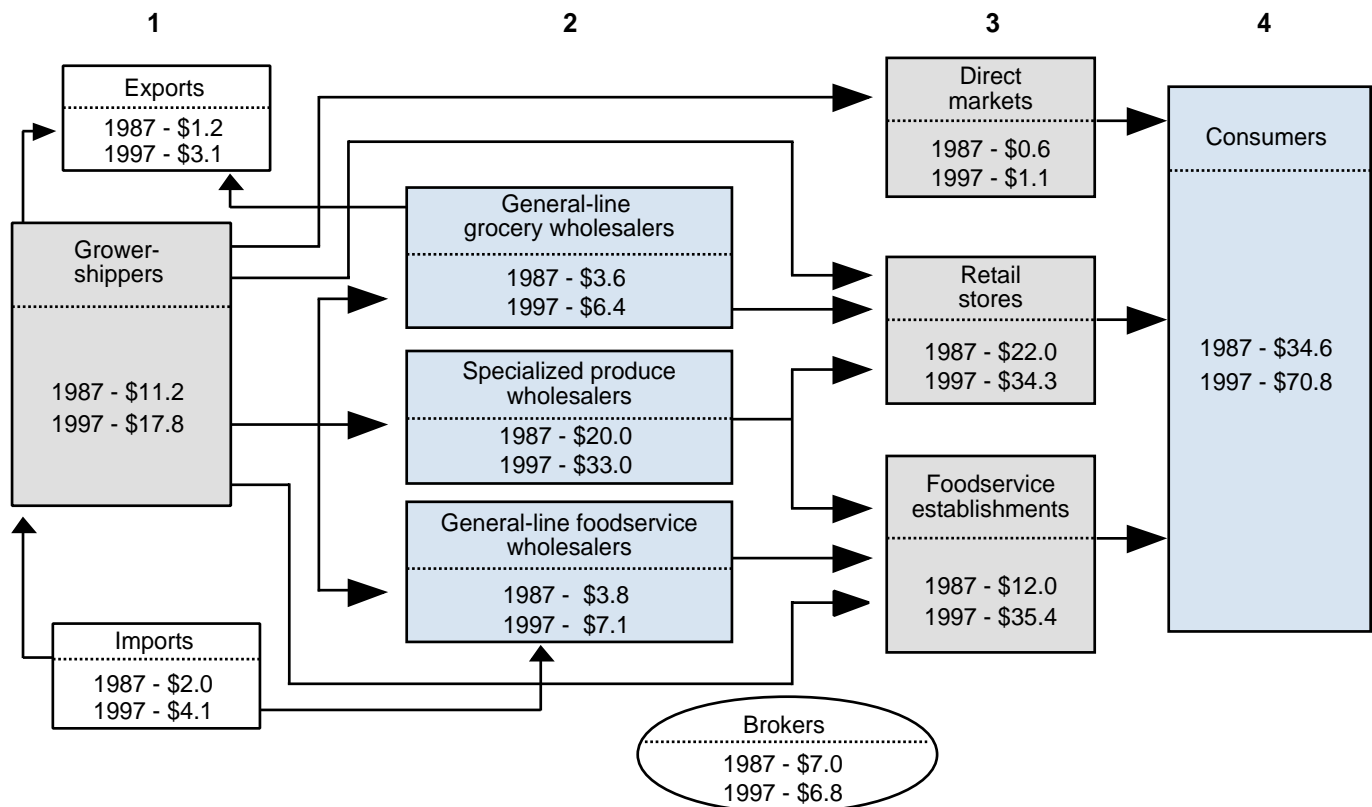 1
2
3
4
Exports
1987 - $1.2
1997 - $3.1
Grower-
shippers
1987 - $11.2
1997 - $17.8
Imports
1987 - $2.0
1997 - $4.1
General-line
grocery wholesalers
1987 - $3.6
1997 - $6.4
Specialized produce
wholesalers
1987 - $20.0
1997 - $33.0
General-line foodservice
wholesalers
1987 - $3.8
1997 - $7.1
Brokers
1987 - $7.0
1997 - $6.8
Direct
markets
1987 - $0.6
1997 - $1.1
Retail
stores
1987 - $22.0
1997 - $34.3
Foodservice
establishments
1987 - $12.0
1997 - $35.4
Consumers
1987 - $34.6
1997 - $70.8